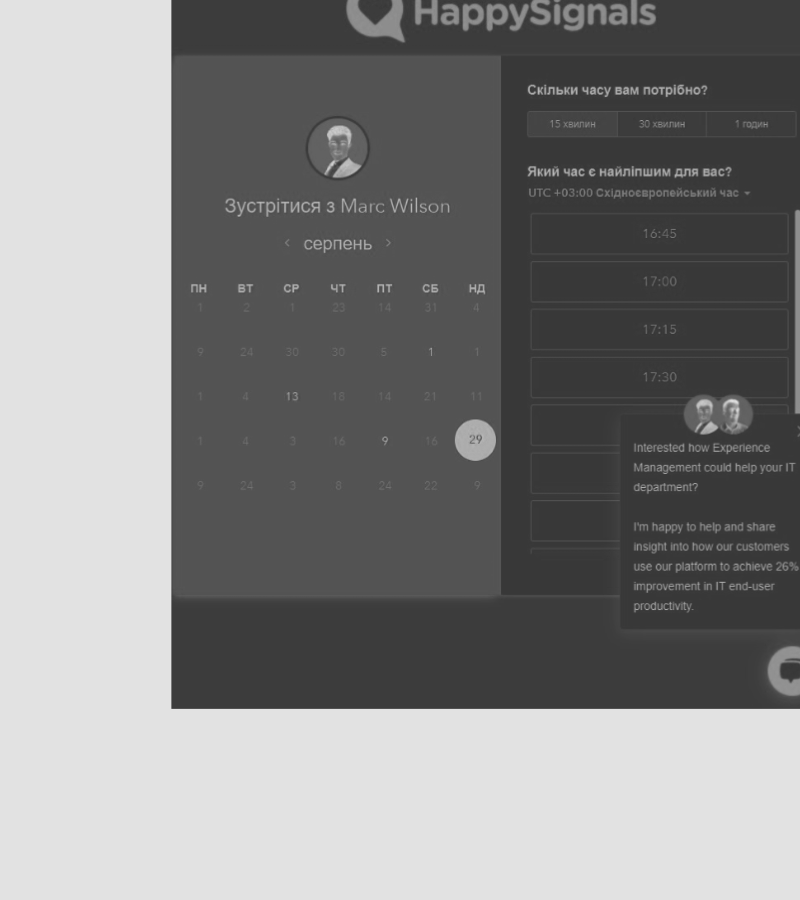 HappySignals
Зустрітися з Marc Wilson
серпень
ПН ВТ СР ЧТ ПТ СБ НД
1 2 1 23 14 31 4
9 24 30 30 5 1 1
1 4 13 18 14 21 11
1 4 3 16 9 16 29
9 24 3 8 24 22 9
Скільки часу вам потрібно?
15 хвилин 30 хвилин 1 годин
Який час є найліпшим для вас?
UTC +03:00 Східноєвропейський час
16:45
17:00
17:15
17:30
Interested how Experience
Management could help your IT
department?
I'm happy to help and share
insight into how our customers
use our platform to achieve 26%
improvement in IT end-user
productivity.